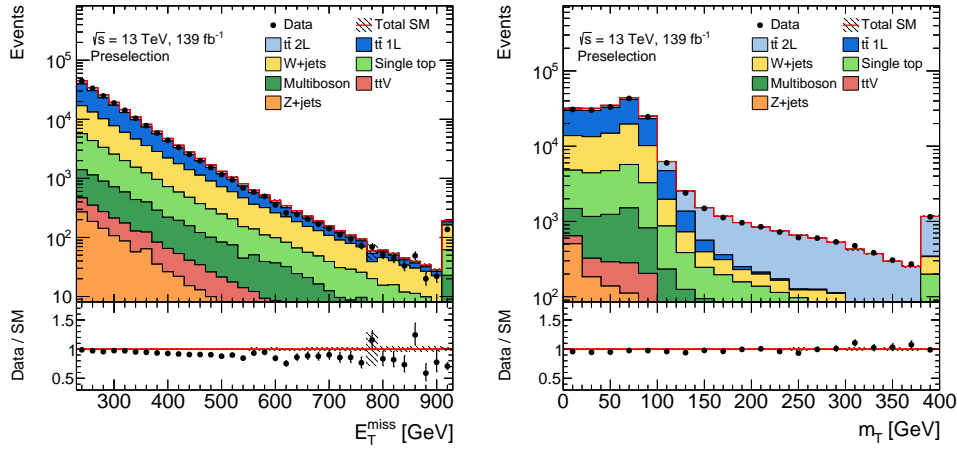 Events
Data
Total SM
√s = 13 TeV, 139 fb⁻¹
Preselection
tt̄ 2L
tt̄ 1L
W+jets
Single top
Multiboson
ttV
Z+jets
10⁵
10⁴
10³
10²
10
Data / SM
1.5
1
0.5
300 400 500 600 700 800 900
E_T^miss [GeV]
Events
Data
Total SM
√s = 13 TeV, 139 fb⁻¹
Preselection
tt̄ 2L
tt̄ 1L
W+jets
Single top
Multiboson
ttV
Z+jets
10⁵
10⁴
10³
10²
Data / SM
1.5
1
0.5
0 50 100 150 200 250 300 350 400
m_T [GeV]